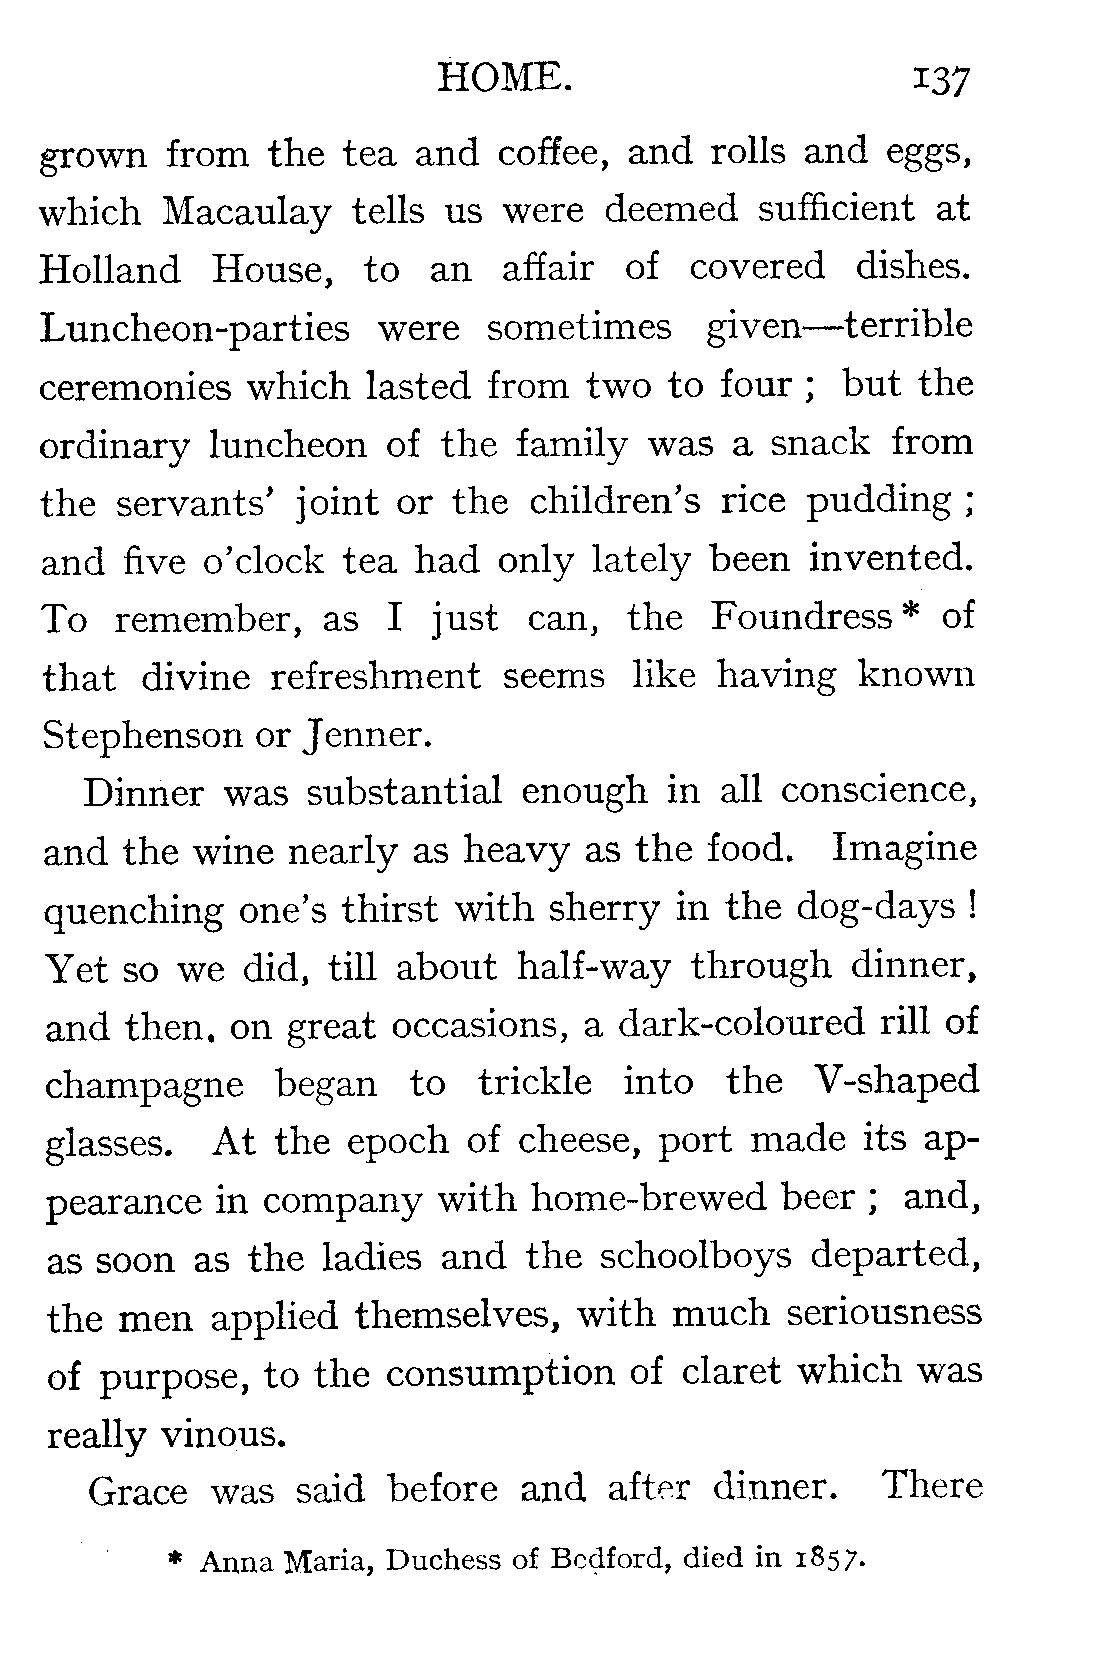 HOME. 137
grown from the tea and coffee, and rolls and eggs,
which Macaulay tells us were deemed sufficient at
Holland House, to an affair of covered dishes.
Luncheon-parties were sometimes given—terrible
ceremonies which lasted from two to four ; but the
ordinary luncheon of the family was a snack from
the servants' joint or the children's rice pudding ;
and five o'clock tea had only lately been invented.
To remember, as I just can, the Foundress * of
that divine refreshment seems like having known
Stephenson or Jenner.
Dinner was substantial enough in all conscience,
and the wine nearly as heavy as the food. Imagine
quenching one's thirst with sherry in the dog-days !
Yet so we did, till about half-way through dinner,
and then. on great occasions, a dark-coloured rill of
champagne began to trickle into the V-shaped
glasses. At the epoch of cheese, port made its ap-
pearance in company with home-brewed beer ; and,
as soon as the ladies and the schoolboys departed,
the men applied themselves, with much seriousness
of purpose, to the consumption of claret which was
really vinous.
Grace was said before and after dinner. There
* Anna Maria, Duchess of Bedford, died in 1857.